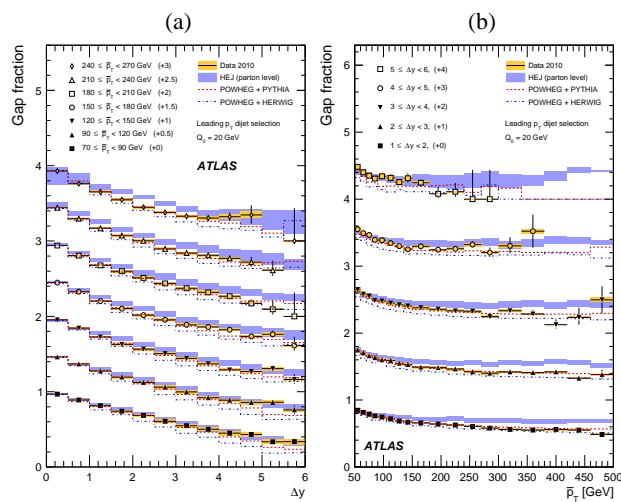 (a)
(b)
Gap fraction
240 ≤ p̅T < 270 GeV (+3)
210 ≤ p̅T < 240 GeV (+2.5)
180 ≤ p̅T < 210 GeV (+2)
150 ≤ p̅T < 180 GeV (+1.5)
120 ≤ p̅T < 150 GeV (+1)
90 ≤ p̅T < 120 GeV (+0.5)
70 ≤ p̅T < 90 GeV (+0)
Data 2010
HEJ (parton level)
POWHEG + PYTHIA
POWHEG + HERWIG
Leading pT dijet selection
Q0 = 20 GeV
ATLAS
5
4
3
2
1
0
0 1 2 3 4 5 6
Δy
Gap fraction
5 ≤ Δy < 6, (+4)
4 ≤ Δy < 5, (+3)
3 ≤ Δy < 4, (+2)
2 ≤ Δy < 3, (+1)
1 ≤ Δy < 2, (+0)
Data 2010
HEJ (parton level)
POWHEG + PYTHIA
POWHEG + HERWIG
Leading pT dijet selection
Q0 = 20 GeV
ATLAS
6
5
4
3
2
1
0
50 100 150 200 250 300 350 400 450 500
p̅T [GeV]